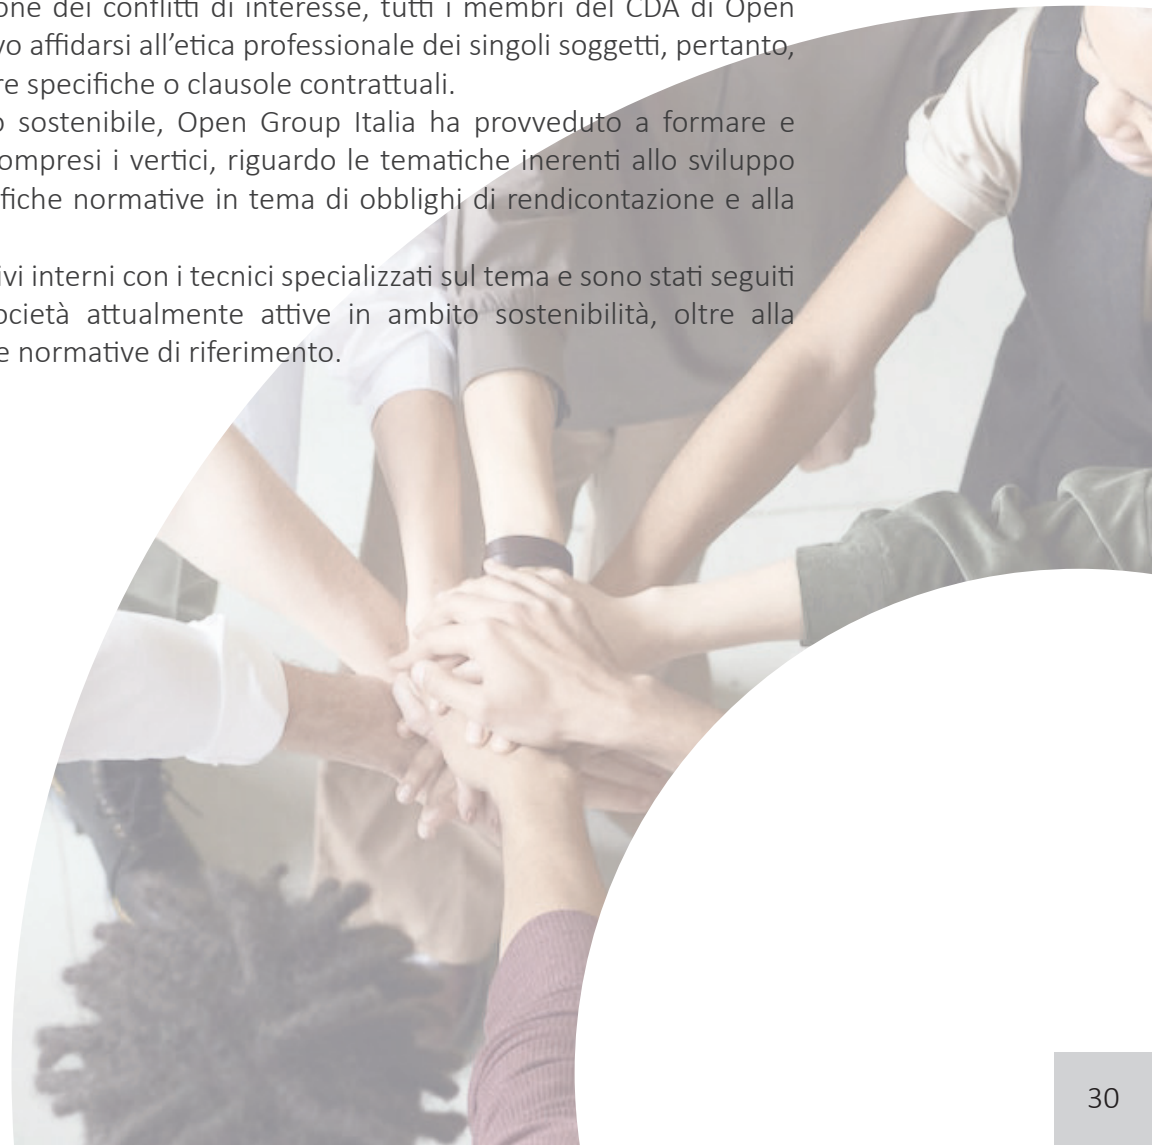 one dei conflitti di interesse, tutti i membri del CDA di Open
vo affidarsi all’etica professionale dei singoli soggetti, pertanto,
re specifiche o clausole contrattuali.
o sostenibile, Open Group Italia ha provveduto a formare e
ompresi i vertici, riguardo le tematiche inerenti allo sviluppo
fiche normative in tema di obblighi di rendicontazione e alla
ivi interni con i tecnici specializzati sul tema e sono stati seguiti
ocietà attualmente attive in ambito sostenibilità, oltre alla
e normative di riferimento.
30